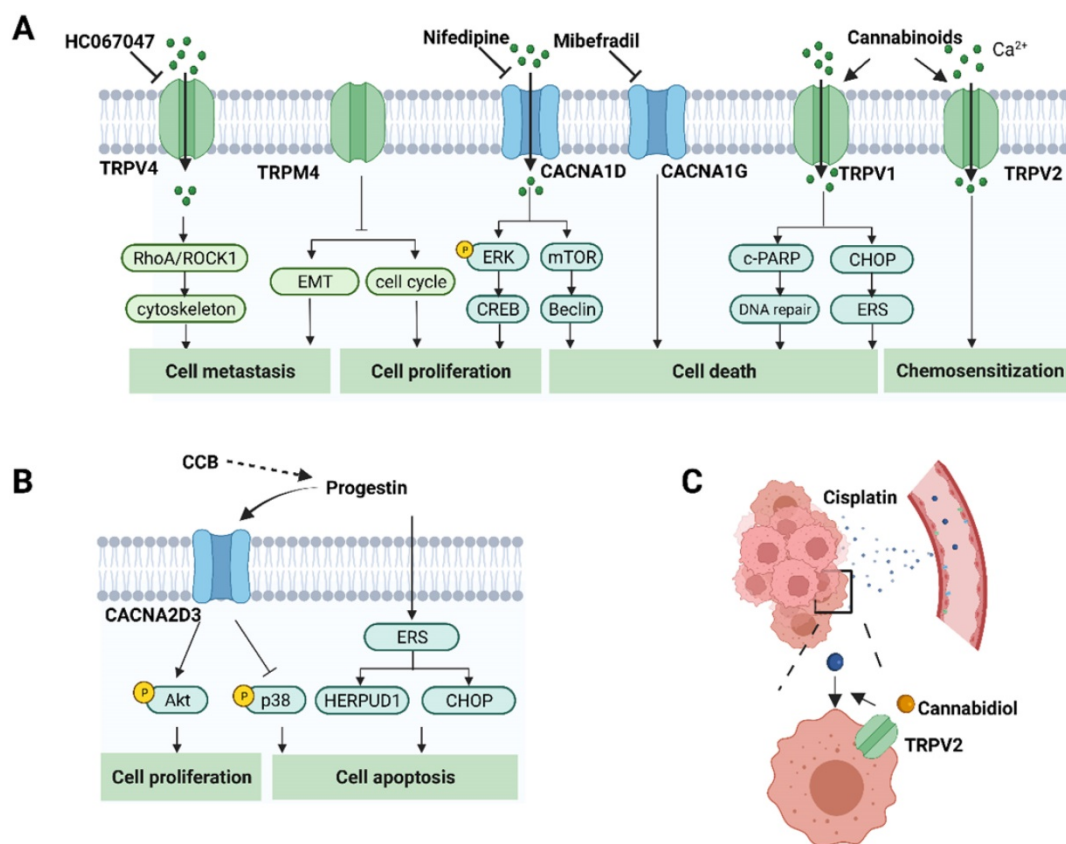 A
HC067047
Nifedipine
Mibefradil
Cannabinoids
Ca²⁺
TRPV4
TRPM4
CACNA1D
CACNA1G
TRPV1
TRPV2
RhoA/ROCK1
P
ERK
mTOR
c-PARP
CHOP
EMT
cell cycle
cytoskeleton
CREB
Beclin
DNA repair
ERS
Cell metastasis
Cell proliferation
Cell death
Chemosensitization
B
CCB
Progestin
CACNA2D3
ERS
P
Akt
P
p38
HERPUD1
CHOP
Cell proliferation
Cell apoptosis
C
Cisplatin
Cannabidiol
TRPV2